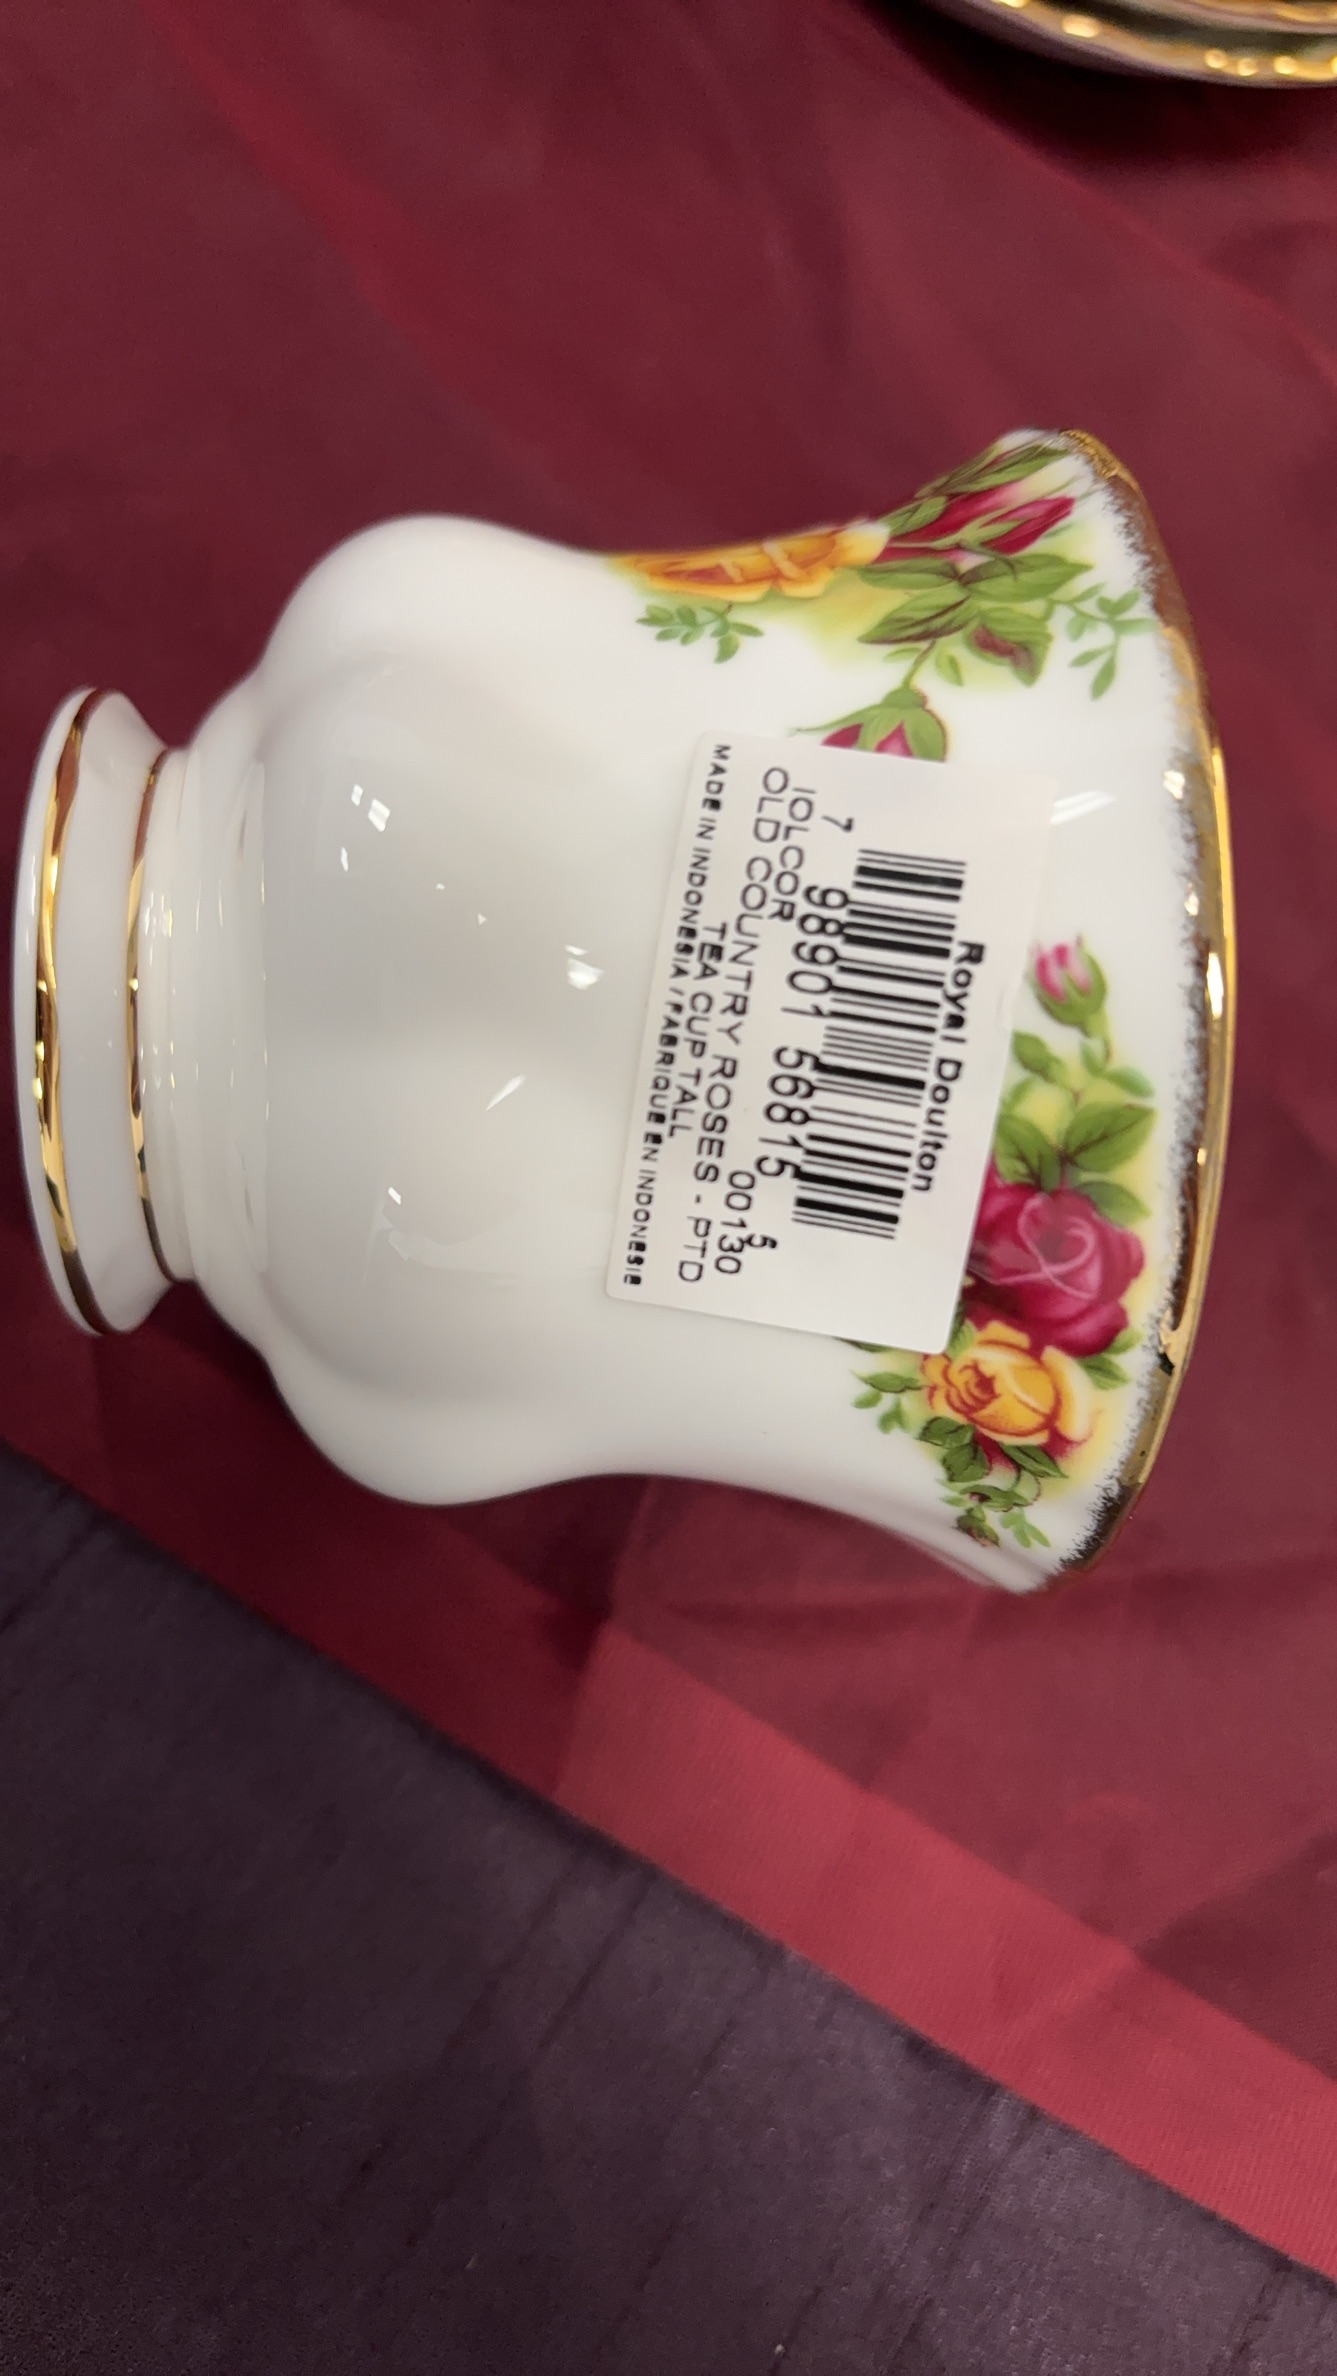 Royal Doulton
7 98901 56815 5
IOLCOR 00130
OLD COUNTRY ROSES - PTD
TEA CUP TALL
MADE IN INDONESIA / FABRIQUE EN INDONESIE